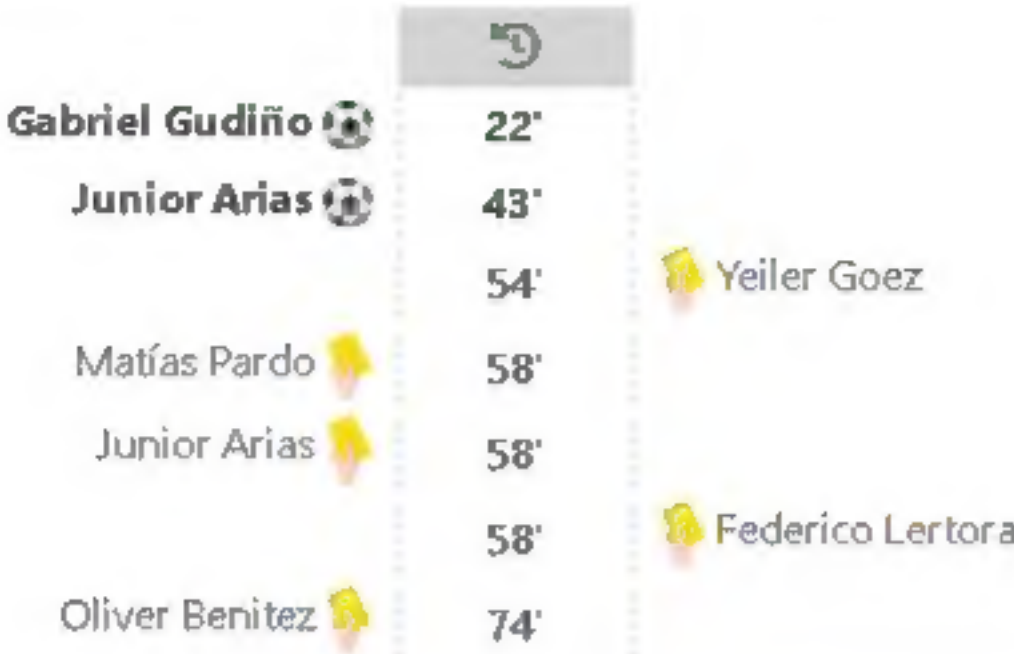 Gabriel Gudiño 22'
Junior Arias 43'
54' Yeiler Goez
Matías Pardo 58'
Junior Arias 58'
58' Federico Lertora
Oliver Benitez 74'